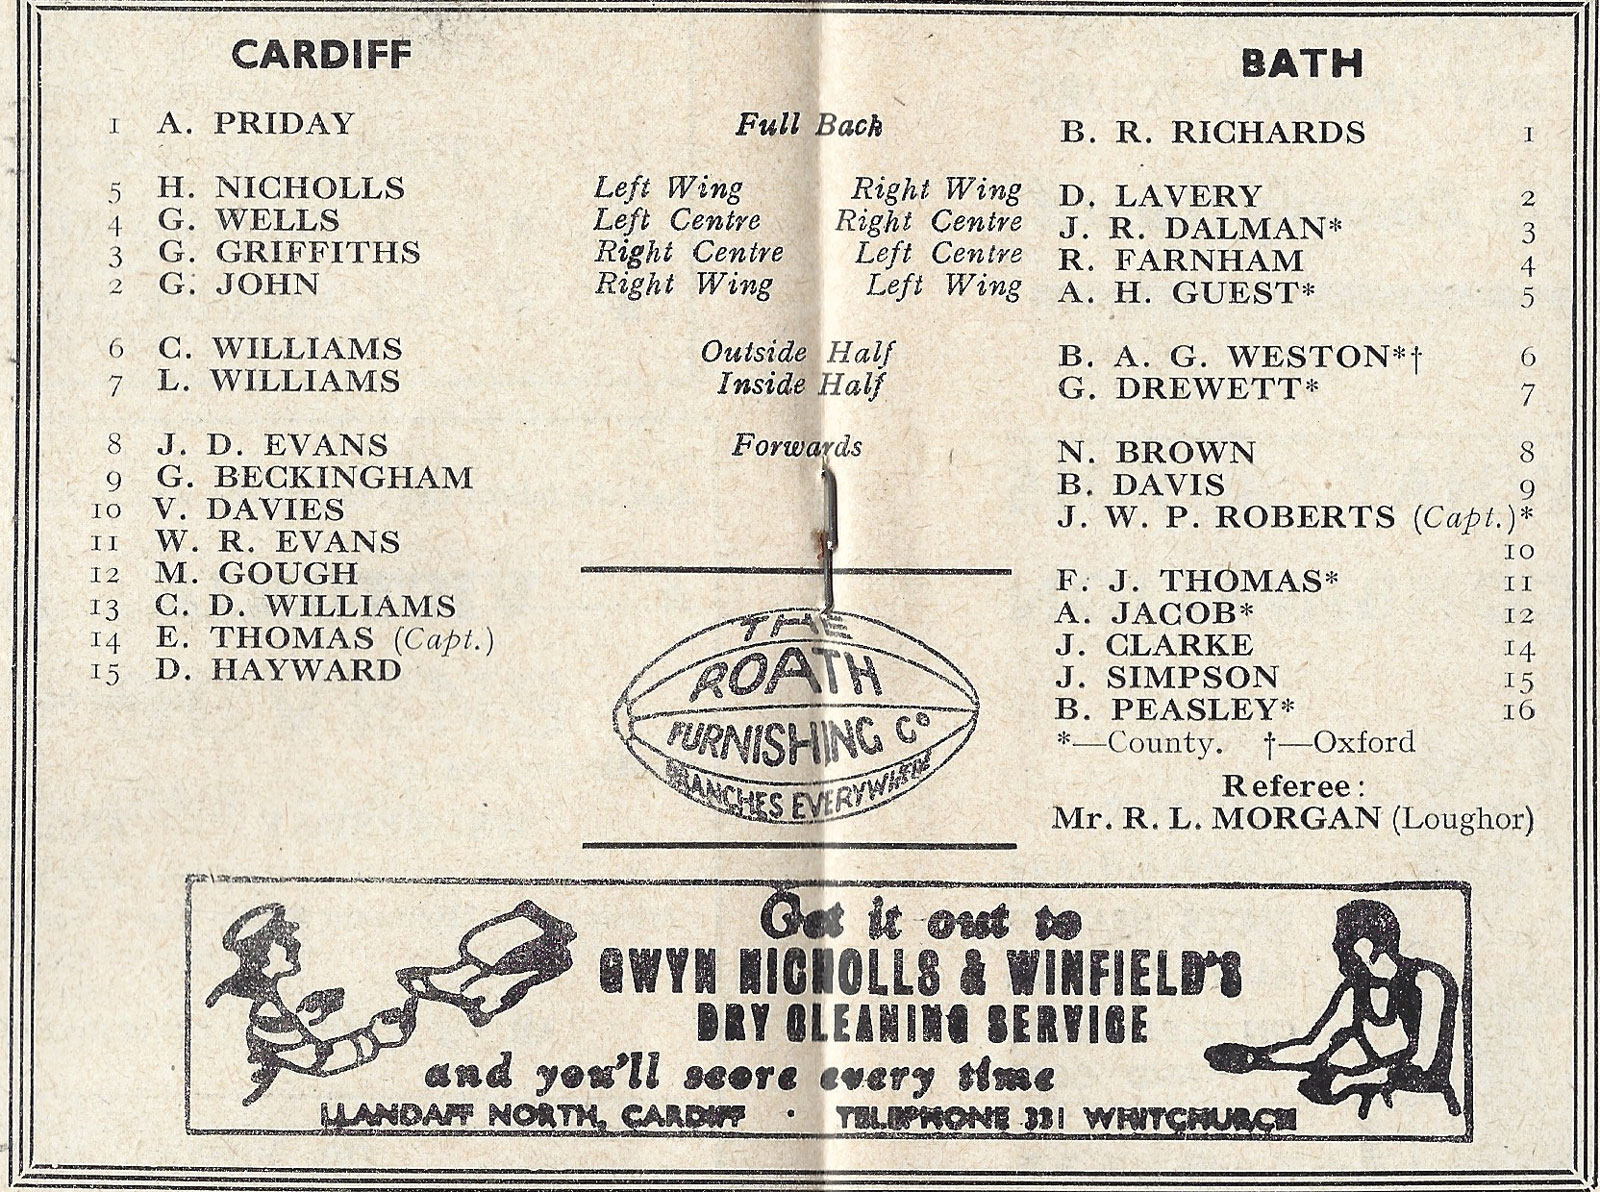 CARDIFF BATH
1 A. PRIDAY Full Back B. R. RICHARDS 1
5 H. NICHOLLS Left Wing Right Wing D. LAVERY 2
4 G. WELLS Left Centre Right Centre J. R. DALMAN* 3
3 G. GRIFFITHS Right Centre Left Centre R. FARNHAM 4
2 G. JOHN Right Wing Left Wing A. H. GUEST* 5
6 C. WILLIAMS Outside Half B. A. G. WESTON*† 6
7 L. WILLIAMS Inside Half G. DREWETT* 7
8 J. D. EVANS Forwards N. BROWN 8
9 G. BECKINGHAM B. DAVIS 9
10 V. DAVIES J. W. P. ROBERTS (Capt.)*
11 W. R. EVANS 10
12 M. GOUGH F. J. THOMAS* 11
13 C. D. WILLIAMS A. JACOB* 12
14 E. THOMAS (Capt.) J. CLARKE 14
15 D. HAYWARD J. SIMPSON 15
B. PEASLEY* 16
*—County. †—Oxford
Referee:
Mr. R. L. MORGAN (Loughor)
THE
ROATH
FURNISHING Cº
BRANCHES EVERYWHERE
Get it out to
GWYN NICHOLLS & WINFIELD'S
DRY CLEANING SERVICE
and you'll score every time
LLANDAFF NORTH, CARDIFF · TELEPHONE 331 WHITCHURCH